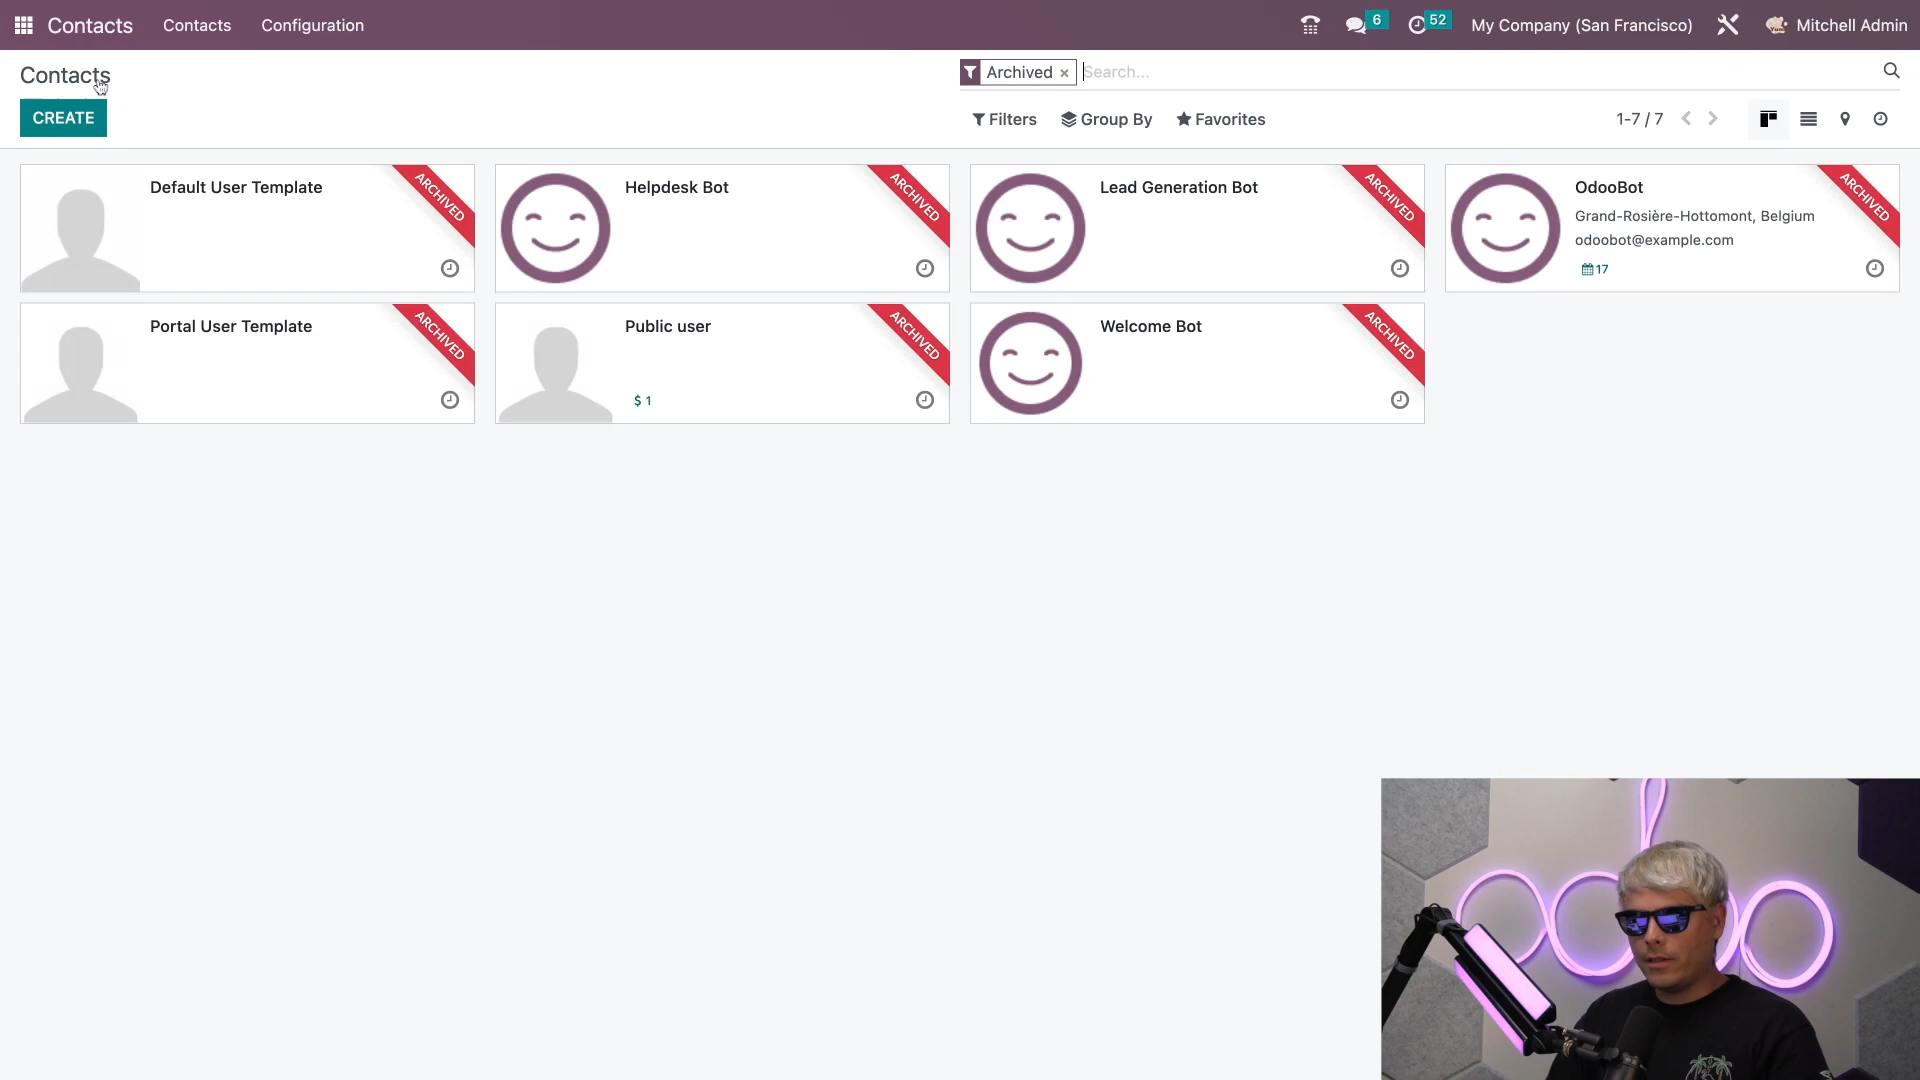 Contacts Contacts Configuration 6 52 My Company (San Francisco) Mitchell Admin
Contacts
Archived × Search...
CREATE
Filters Group By Favorites 1-7 / 7
Default User Template ARCHIVED
Helpdesk Bot ARCHIVED
Lead Generation Bot ARCHIVED
OdooBot ARCHIVED
Grand-Rosière-Hottomont, Belgium
odoobot@example.com
17
Portal User Template ARCHIVED
Public user ARCHIVED
$ 1
Welcome Bot ARCHIVED
odoo